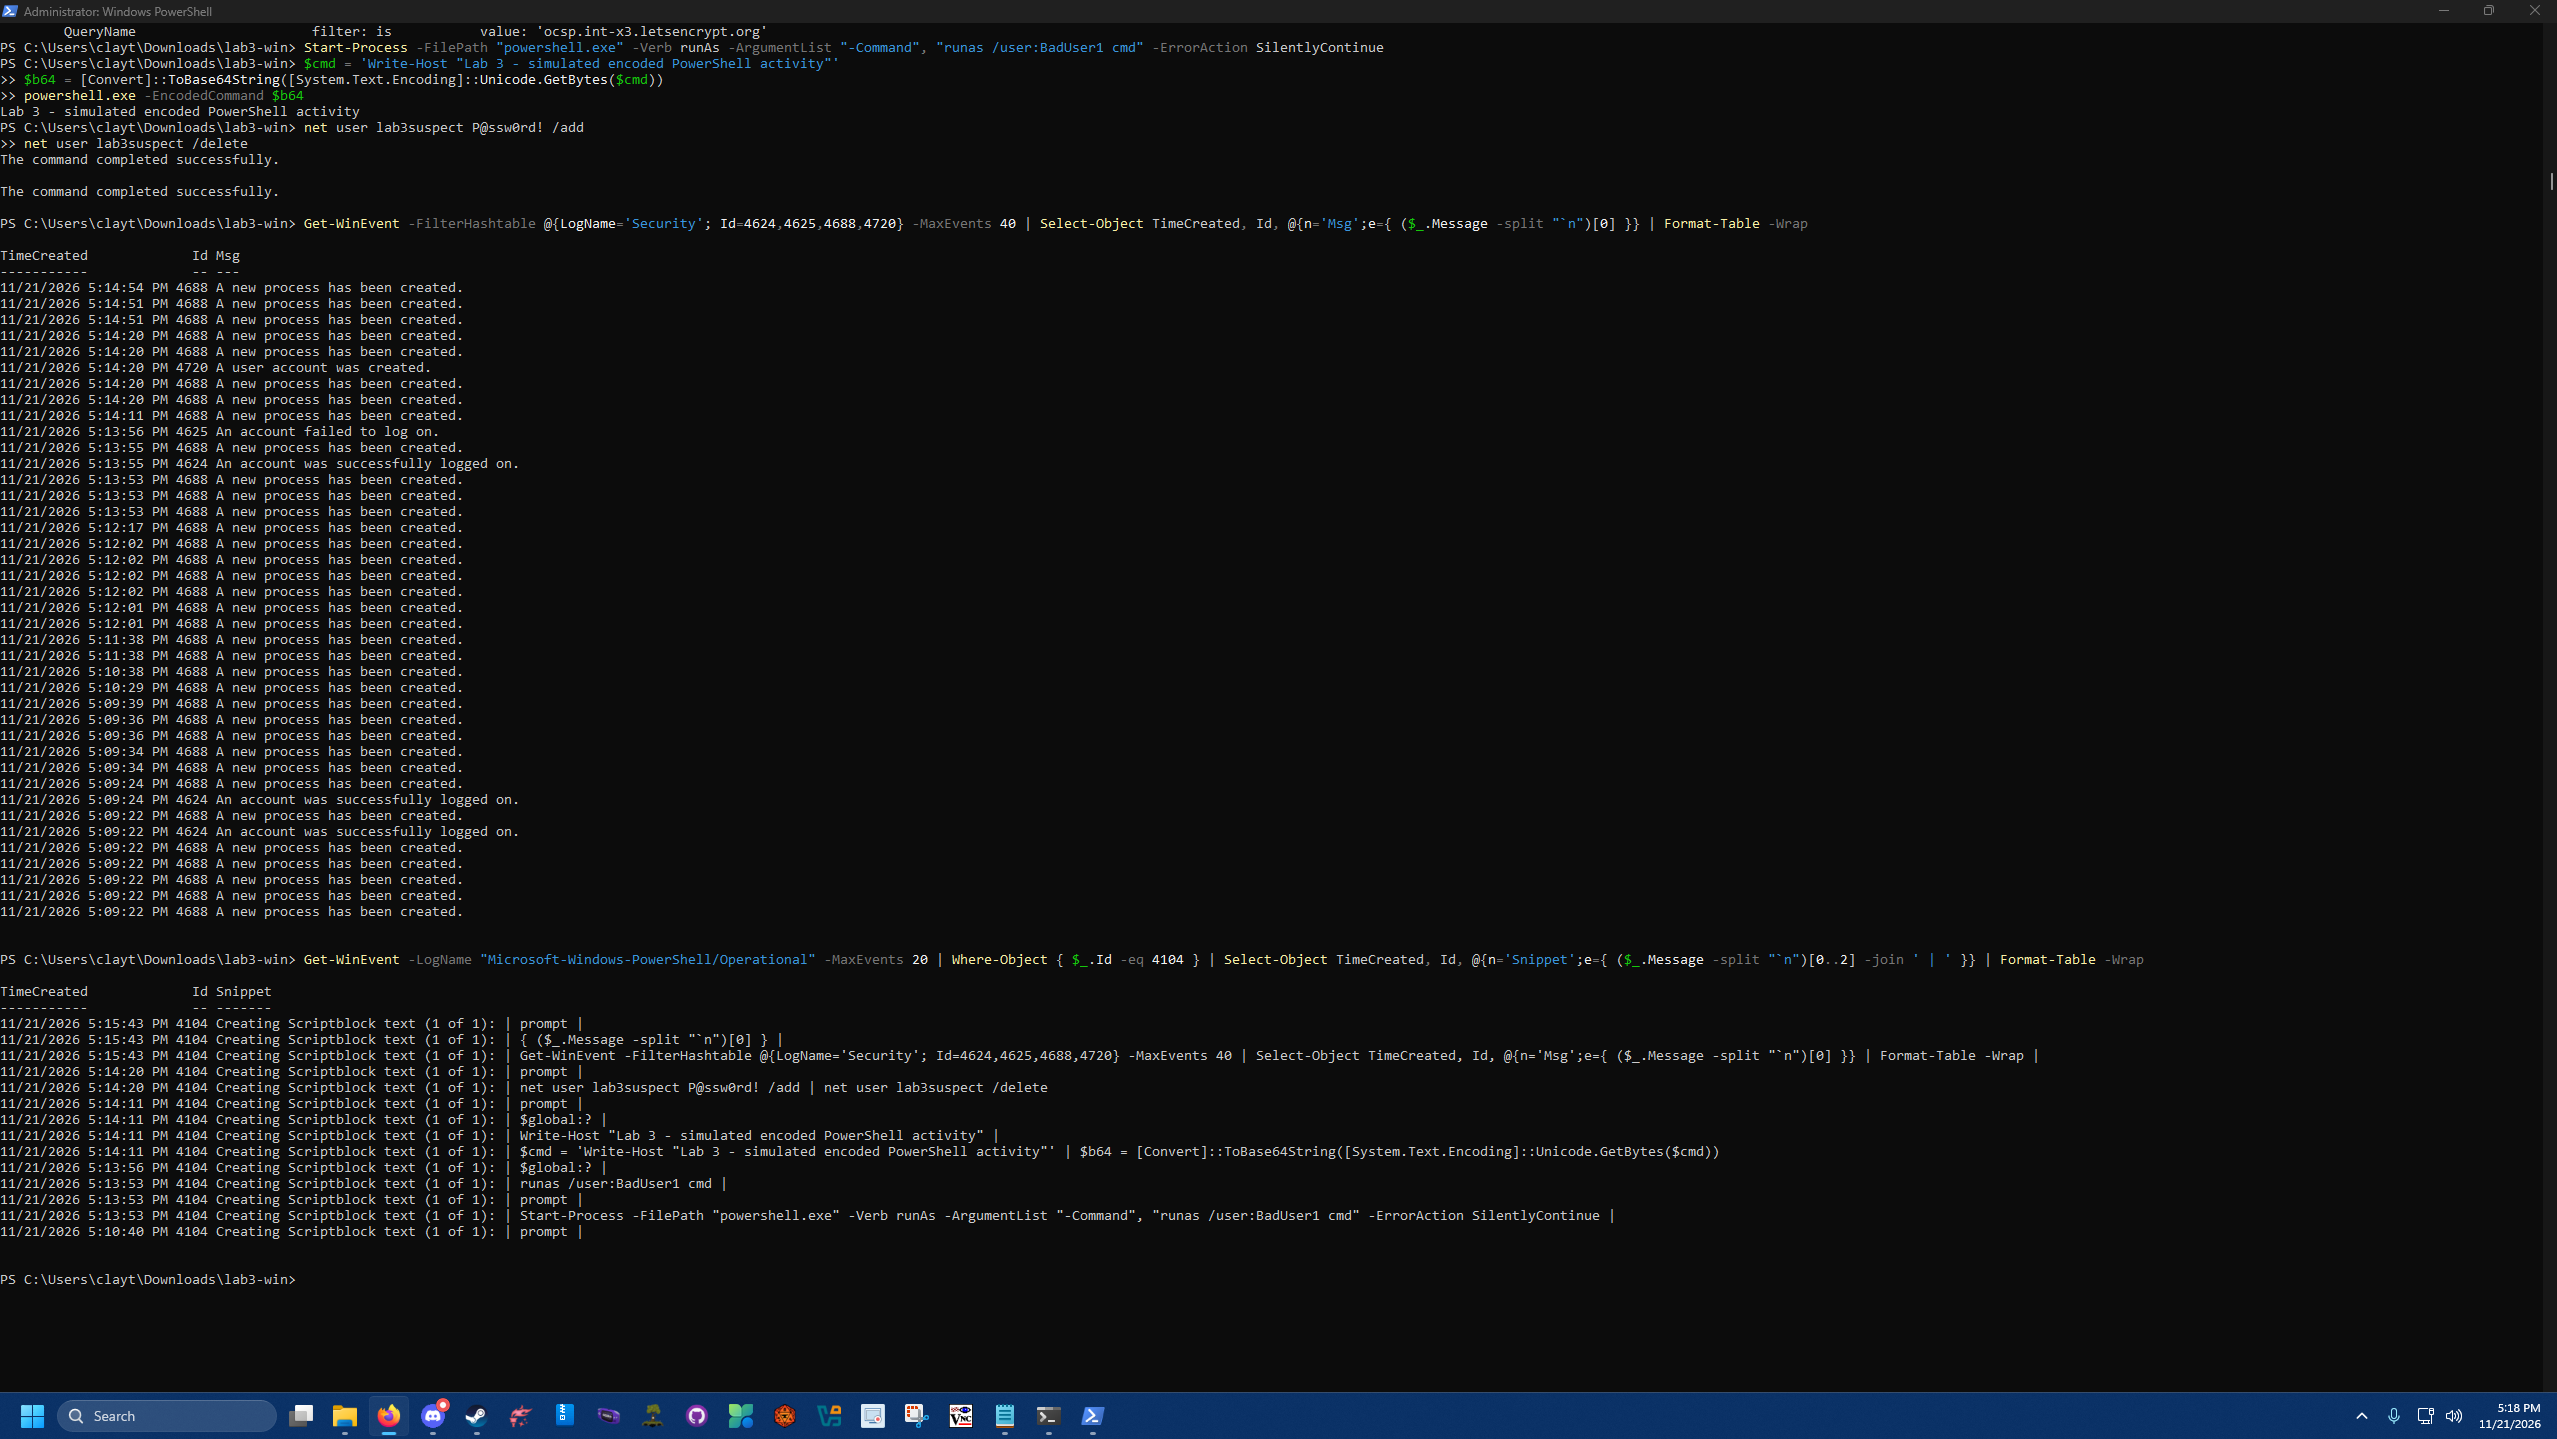 Administrator: Windows PowerShell
QueryName filter: is value: 'ocsp.int-x3.letsencrypt.org'
PS C:\Users\clayt\Downloads\lab3-win> Start-Process -FilePath "powershell.exe" -Verb runAs -ArgumentList "-Command", "runas /user:BadUser1 cmd" -ErrorAction SilentlyContinue
PS C:\Users\clayt\Downloads\lab3-win> $cmd = 'Write-Host "Lab 3 - simulated encoded PowerShell activity"'
>> $b64 = [Convert]::ToBase64String([System.Text.Encoding]::Unicode.GetBytes($cmd))
>> powershell.exe -EncodedCommand $b64
Lab 3 - simulated encoded PowerShell activity
PS C:\Users\clayt\Downloads\lab3-win> net user lab3suspect P@ssw0rd! /add
>> net user lab3suspect /delete
The command completed successfully.
The command completed successfully.
PS C:\Users\clayt\Downloads\lab3-win> Get-WinEvent -FilterHashtable @{LogName='Security'; Id=4624,4625,4688,4720} -MaxEvents 40 | Select-Object TimeCreated, Id, @{n='Msg';e={ ($_.Message -split "`n")[0] }} | Format-Table -Wrap
TimeCreated Id Msg
----------- -- ---
11/21/2026 5:14:54 PM 4688 A new process has been created.
11/21/2026 5:14:51 PM 4688 A new process has been created.
11/21/2026 5:14:51 PM 4688 A new process has been created.
11/21/2026 5:14:20 PM 4688 A new process has been created.
11/21/2026 5:14:20 PM 4688 A new process has been created.
11/21/2026 5:14:20 PM 4720 A user account was created.
11/21/2026 5:14:20 PM 4688 A new process has been created.
11/21/2026 5:14:20 PM 4688 A new process has been created.
11/21/2026 5:14:11 PM 4688 A new process has been created.
11/21/2026 5:13:56 PM 4625 An account failed to log on.
11/21/2026 5:13:55 PM 4688 A new process has been created.
11/21/2026 5:13:55 PM 4624 An account was successfully logged on.
11/21/2026 5:13:53 PM 4688 A new process has been created.
11/21/2026 5:13:53 PM 4688 A new process has been created.
11/21/2026 5:13:53 PM 4688 A new process has been created.
11/21/2026 5:12:17 PM 4688 A new process has been created.
11/21/2026 5:12:02 PM 4688 A new process has been created.
11/21/2026 5:12:02 PM 4688 A new process has been created.
11/21/2026 5:12:02 PM 4688 A new process has been created.
11/21/2026 5:12:02 PM 4688 A new process has been created.
11/21/2026 5:12:01 PM 4688 A new process has been created.
11/21/2026 5:12:01 PM 4688 A new process has been created.
11/21/2026 5:11:38 PM 4688 A new process has been created.
11/21/2026 5:11:38 PM 4688 A new process has been created.
11/21/2026 5:10:38 PM 4688 A new process has been created.
11/21/2026 5:10:29 PM 4688 A new process has been created.
11/21/2026 5:09:39 PM 4688 A new process has been created.
11/21/2026 5:09:36 PM 4688 A new process has been created.
11/21/2026 5:09:36 PM 4688 A new process has been created.
11/21/2026 5:09:34 PM 4688 A new process has been created.
11/21/2026 5:09:34 PM 4688 A new process has been created.
11/21/2026 5:09:24 PM 4688 A new process has been created.
11/21/2026 5:09:24 PM 4624 An account was successfully logged on.
11/21/2026 5:09:22 PM 4688 A new process has been created.
11/21/2026 5:09:22 PM 4624 An account was successfully logged on.
11/21/2026 5:09:22 PM 4688 A new process has been created.
11/21/2026 5:09:22 PM 4688 A new process has been created.
11/21/2026 5:09:22 PM 4688 A new process has been created.
11/21/2026 5:09:22 PM 4688 A new process has been created.
11/21/2026 5:09:22 PM 4688 A new process has been created.
PS C:\Users\clayt\Downloads\lab3-win> Get-WinEvent -LogName "Microsoft-Windows-PowerShell/Operational" -MaxEvents 20 | Where-Object { $_.Id -eq 4104 } | Select-Object TimeCreated, Id, @{n='Snippet';e={ ($_.Message -split "`n")[0..2] -join ' | ' }} | Format-Table -Wrap
TimeCreated Id Snippet
----------- -- -------
11/21/2026 5:15:43 PM 4104 Creating Scriptblock text (1 of 1): | prompt |
11/21/2026 5:15:43 PM 4104 Creating Scriptblock text (1 of 1): | { ($_.Message -split "`n")[0] } |
11/21/2026 5:15:43 PM 4104 Creating Scriptblock text (1 of 1): | Get-WinEvent -FilterHashtable @{LogName='Security'; Id=4624,4625,4688,4720} -MaxEvents 40 | Select-Object TimeCreated, Id, @{n='Msg';e={ ($_.Message -split "`n")[0] }} | Format-Table -Wrap |
11/21/2026 5:14:20 PM 4104 Creating Scriptblock text (1 of 1): | prompt |
11/21/2026 5:14:20 PM 4104 Creating Scriptblock text (1 of 1): | net user lab3suspect P@ssw0rd! /add | net user lab3suspect /delete
11/21/2026 5:14:11 PM 4104 Creating Scriptblock text (1 of 1): | prompt |
11/21/2026 5:14:11 PM 4104 Creating Scriptblock text (1 of 1): | $global:? |
11/21/2026 5:14:11 PM 4104 Creating Scriptblock text (1 of 1): | Write-Host "Lab 3 - simulated encoded PowerShell activity" |
11/21/2026 5:14:11 PM 4104 Creating Scriptblock text (1 of 1): | $cmd = 'Write-Host "Lab 3 - simulated encoded PowerShell activity"' | $b64 = [Convert]::ToBase64String([System.Text.Encoding]::Unicode.GetBytes($cmd))
11/21/2026 5:13:56 PM 4104 Creating Scriptblock text (1 of 1): | $global:? |
11/21/2026 5:13:53 PM 4104 Creating Scriptblock text (1 of 1): | runas /user:BadUser1 cmd |
11/21/2026 5:13:53 PM 4104 Creating Scriptblock text (1 of 1): | prompt |
11/21/2026 5:13:53 PM 4104 Creating Scriptblock text (1 of 1): | Start-Process -FilePath "powershell.exe" -Verb runAs -ArgumentList "-Command", "runas /user:BadUser1 cmd" -ErrorAction SilentlyContinue |
11/21/2026 5:10:40 PM 4104 Creating Scriptblock text (1 of 1): | prompt |
PS C:\Users\clayt\Downloads\lab3-win>
Search
VNC
5:18 PM
11/21/2026